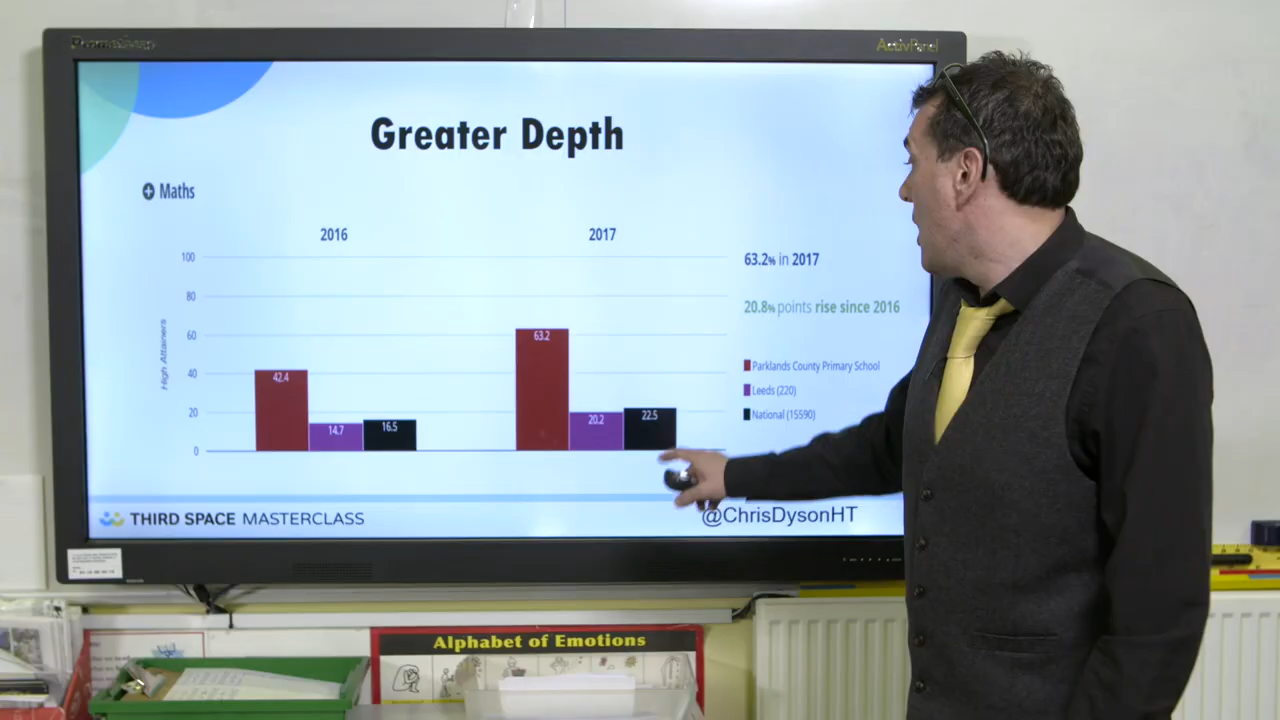 Promethean
ActivPanel
Greater Depth
Maths
2016
2017
100
80
60
40
20
0
High Attainers
42.4
14.7
16.5
63.2
20.2
22.5
63.2% in 2017
20.8% points rise since 2016
Parklands County Primary School
Leeds (220)
National (15590)
THIRD SPACE MASTERCLASS
@ChrisDysonHT
Alphabet of Emotions